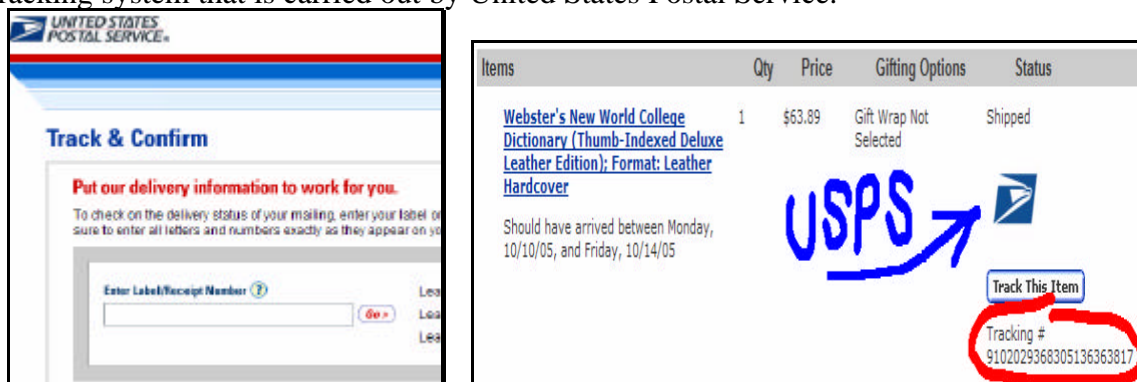 tracking system that is carried out by United States Postal Service.
UNITED STATES
POSTAL SERVICE®
Track & Confirm
Put our delivery information to work for you.
To check on the delivery status of your mailing, enter your label or
sure to enter all letters and numbers exactly as they appear on yo
Enter Label/Receipt Number ?
Go >
Lea
Lea
Lea
Items Qty Price Gifting Options Status
Webster's New World College 1 $63.89 Gift Wrap Not Shipped
Dictionary (Thumb-Indexed Deluxe Selected
Leather Edition); Format: Leather
Hardcover
USPS
Should have arrived between Monday,
10/10/05, and Friday, 10/14/05
Track This Item
Tracking #
9102029368305136363817